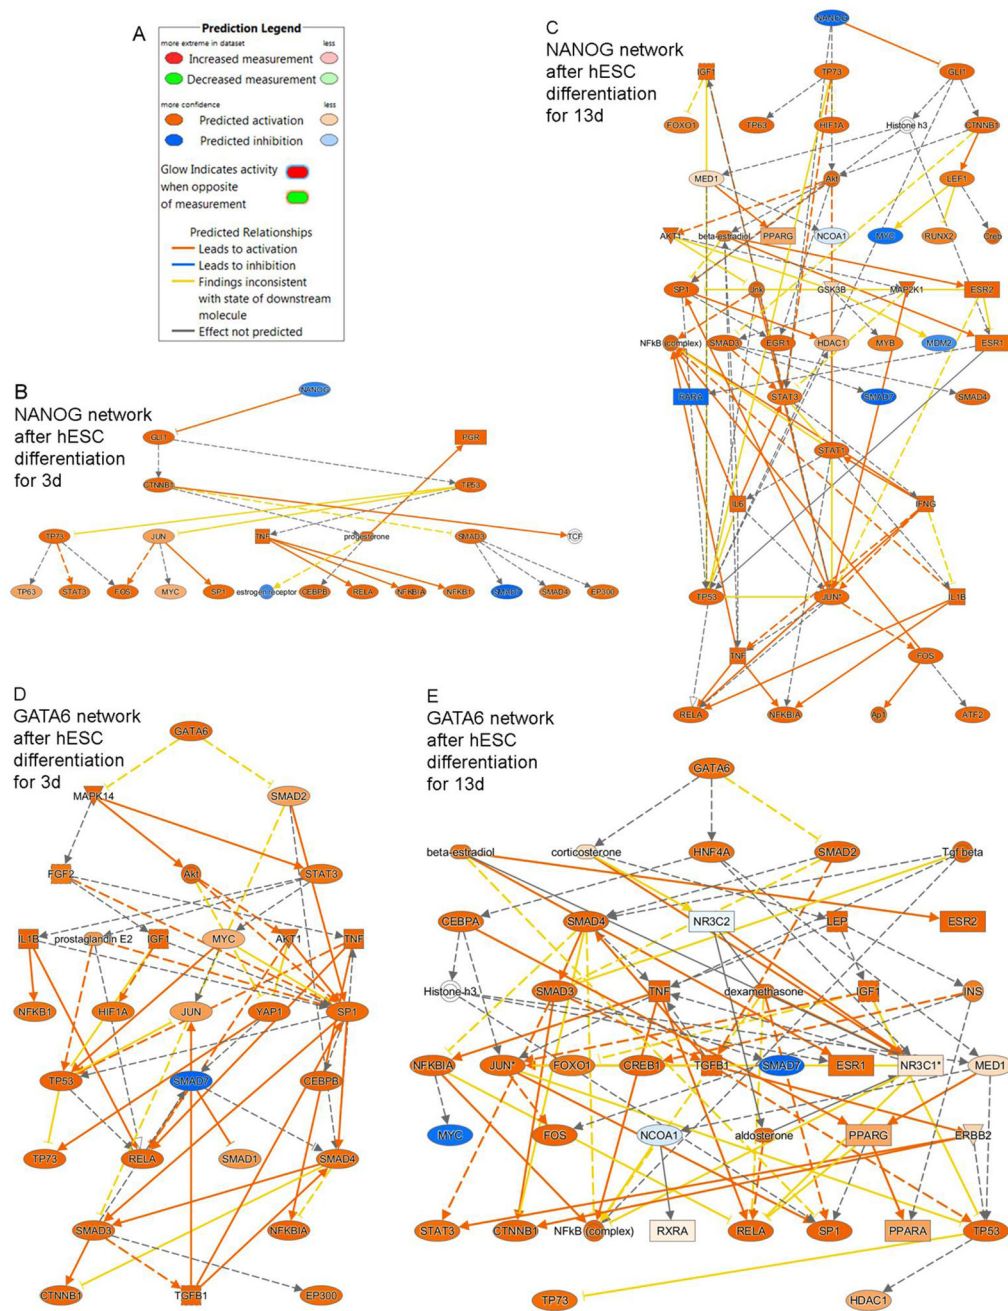 A
Prediction Legend
more extreme in dataset less
Increased measurement
Decreased measurement
more confidence less
Predicted activation
Predicted inhibition
Glow Indicates activity
when opposite
of measurement
Predicted Relationships
Leads to activation
Leads to inhibition
Findings inconsistent
with state of downstream
molecule
Effect not predicted
B
NANOG network
after hESC
differentiation
for 3d
NANOG
GLI1 PGR
CTNNB1 TP53
TP73 JUN TNF progesterone SMAD3 TCF
TP63 STAT3 FOS MYC SP1 estrogen receptor CEBPB RELA NFKBIA NFKB1 SMAD7 SMAD4 EP300
C
NANOG network
after hESC
differentiation
for 13d
NANOG
IGF1 TP73 GLI1
FOXO1 TP63 HIF1A Histone h3 CTNNB1
MED1 Akt LEF1
AKT1 beta-estradiol PPARG NCOA1 MYC RUNX2 Creb
SP1 Jnk GSK3B MAP2K1 ESR2
NFkB (complex) SMAD3 EGR1 HDAC1 MYB MDM2 ESR1
RARA STAT3 SMAD7 SMAD4
STAT1
IL6 IFNG
TP53 JUN* IL1B
TNF FOS
RELA NFKBIA Ap1 ATF2
D
GATA6 network
after hESC
differentiation
for 3d
GATA6
MAPK14 SMAD2
FGF2 Akt STAT3
IL1B prostaglandin E2 IGF1 MYC AKT1 TNF
NFKB1 HIF1A JUN YAP1 SP1
TP53 SMAD7 CEBPB
TP73 RELA SMAD1 SMAD4
SMAD3 NFKBIA
CTNNB1 TGFB1 EP300
E
GATA6 network
after hESC
differentiation
for 13d
GATA6
beta-estradiol corticosterone HNF4A SMAD2 Tgf beta
CEBPA SMAD4 NR3C2 LEP ESR2
Histone h3 SMAD3 TNF dexamethasone IGF1 INS
NFKBIA JUN* FOXO1 CREB1 TGFB1 SMAD7 ESR1 NR3C1* MED1
MYC FOS NCOA1 aldosterone PPARG ERBB2
STAT3 CTNNB1 NFkB (complex) RXRA RELA SP1 PPARA TP53
TP73 HDAC1